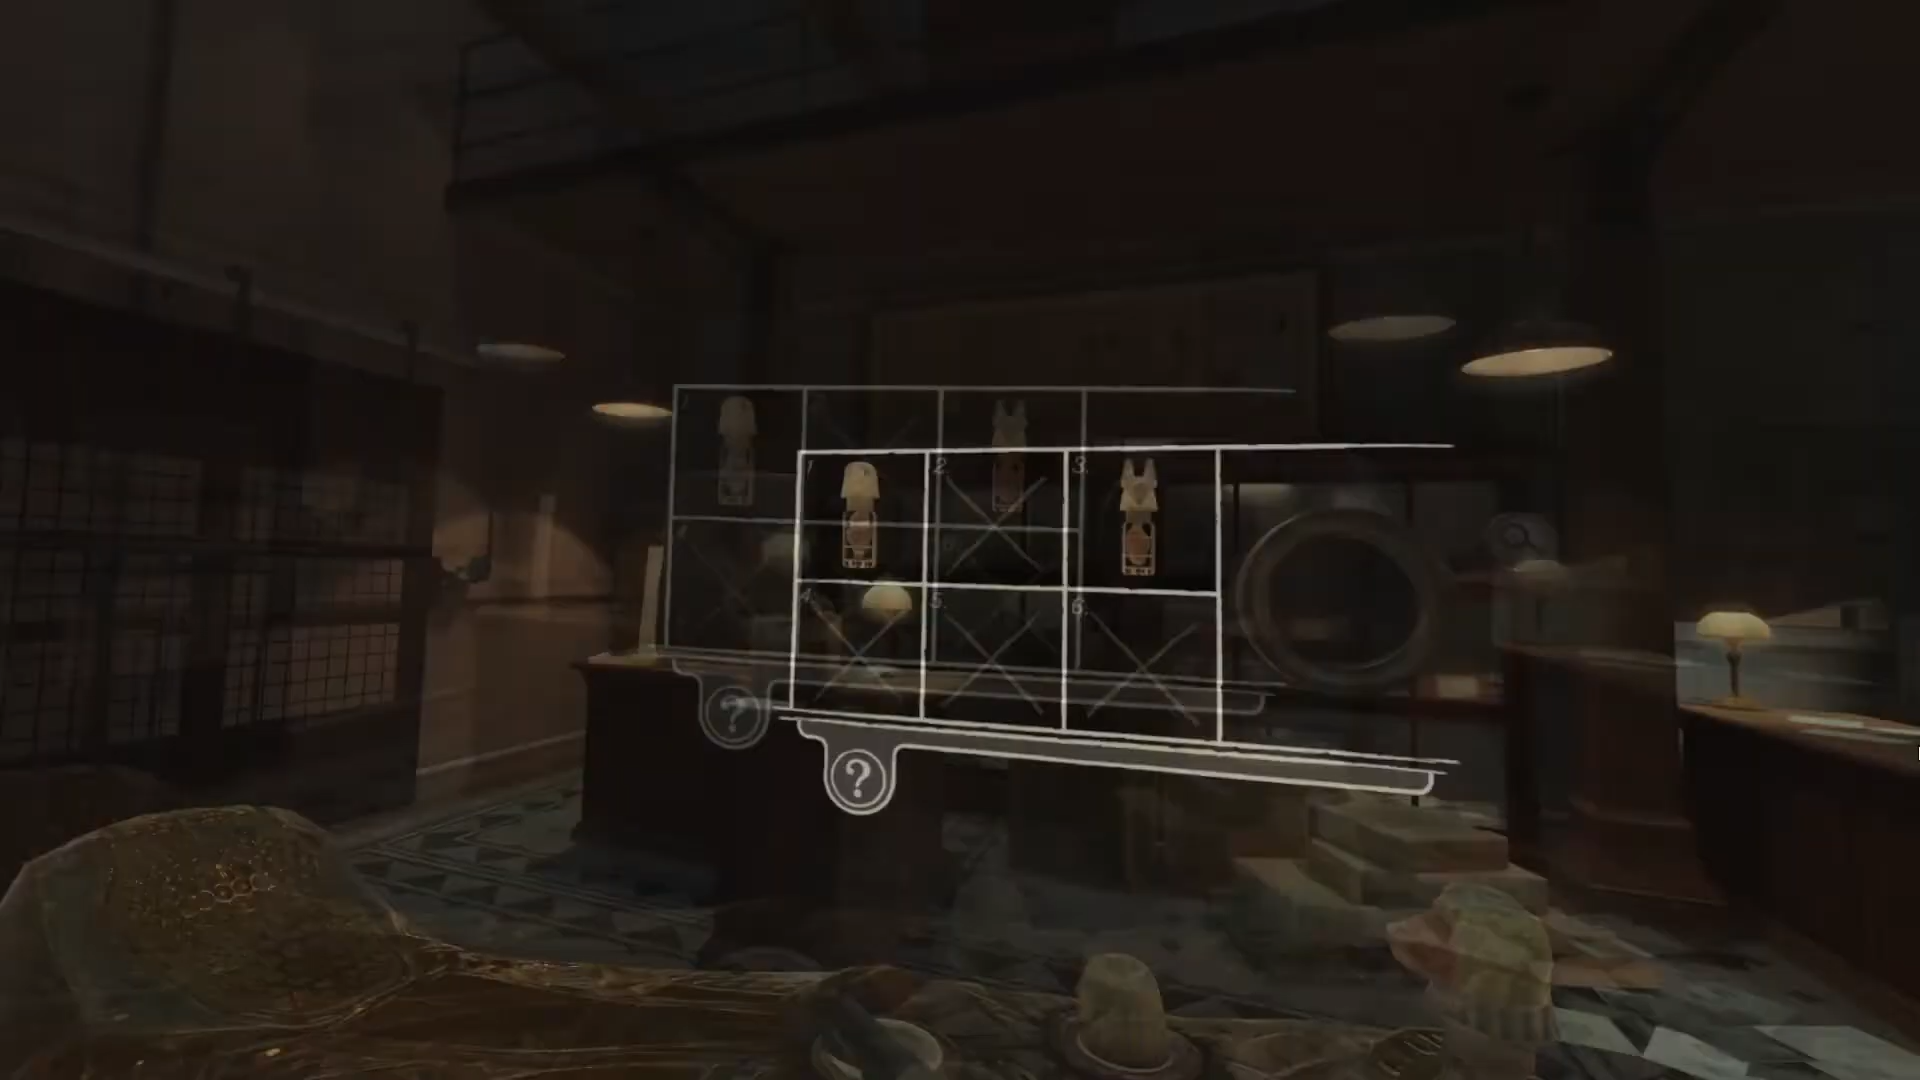 1. 2. 3.
4. 5. 6.
?
?